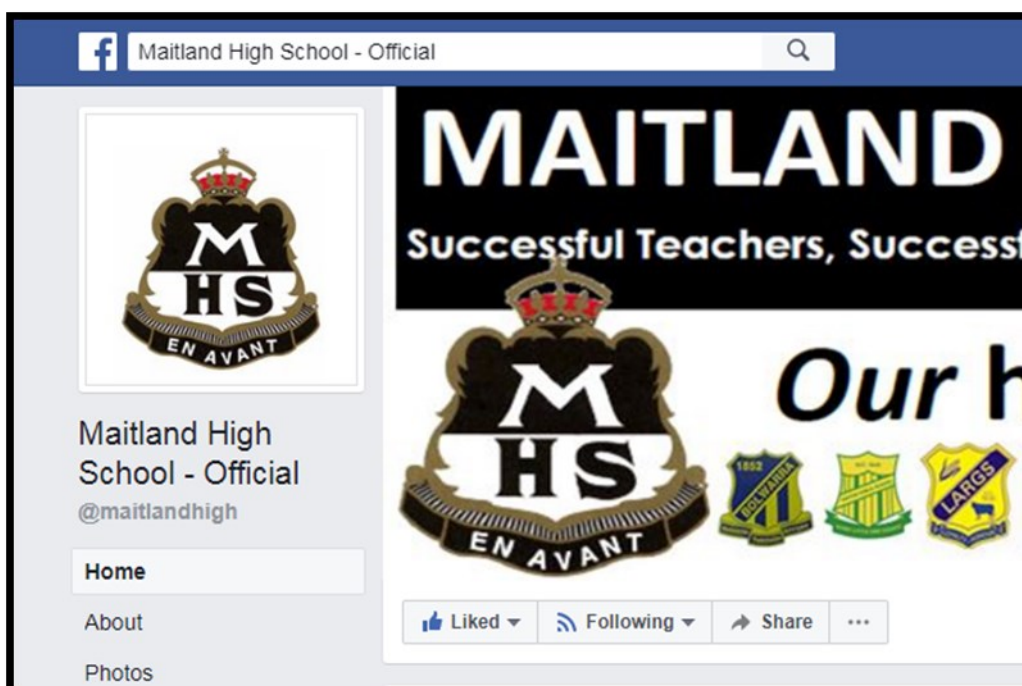 Maitland High School - Official
MAITLAND
Successful Teachers, Successf
M
HS
EN AVANT
Our h
M
HS
EN AVANT
1852
BOLWARRA
LARGS
Maitland High
School - Official
@maitlandhigh
Home
About
Photos
Liked
Following
Share